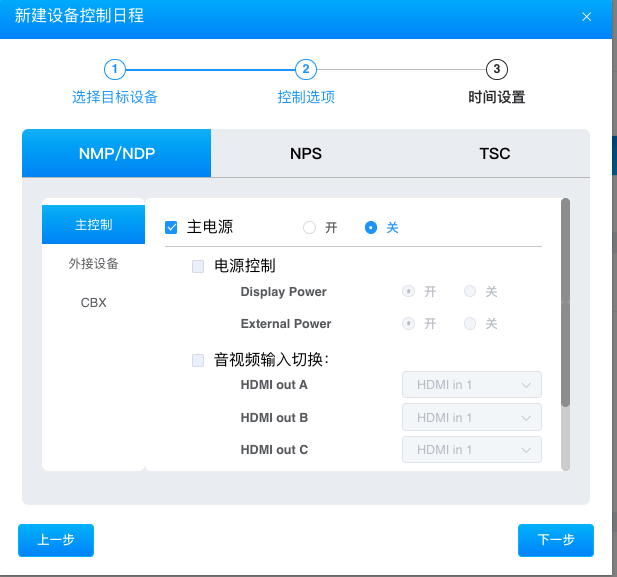 新建设备控制日程
1 2 3
选择目标设备 控制选项 时间设置
NMP/NDP NPS TSC
主控制
外接设备
CBX
主电源 开 关
电源控制
Display Power 开 关
External Power 开 关
音视频输入切换:
HDMI out A HDMI in 1
HDMI out B HDMI in 1
HDMI out C HDMI in 1
上一步 下一步